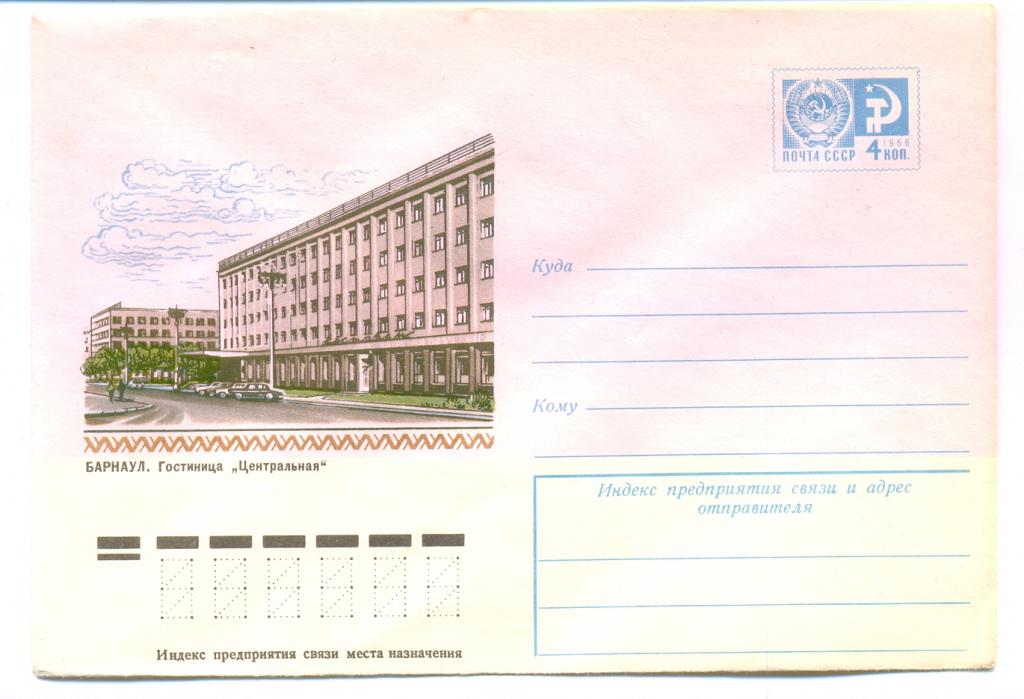 ПОЧТА СССР
1966
4 КОП.
Куда
Кому
БАРНАУЛ. Гостиница „Центральная“
Индекс предприятия связи и адрес
отправителя
Индекс предприятия связи места назначения